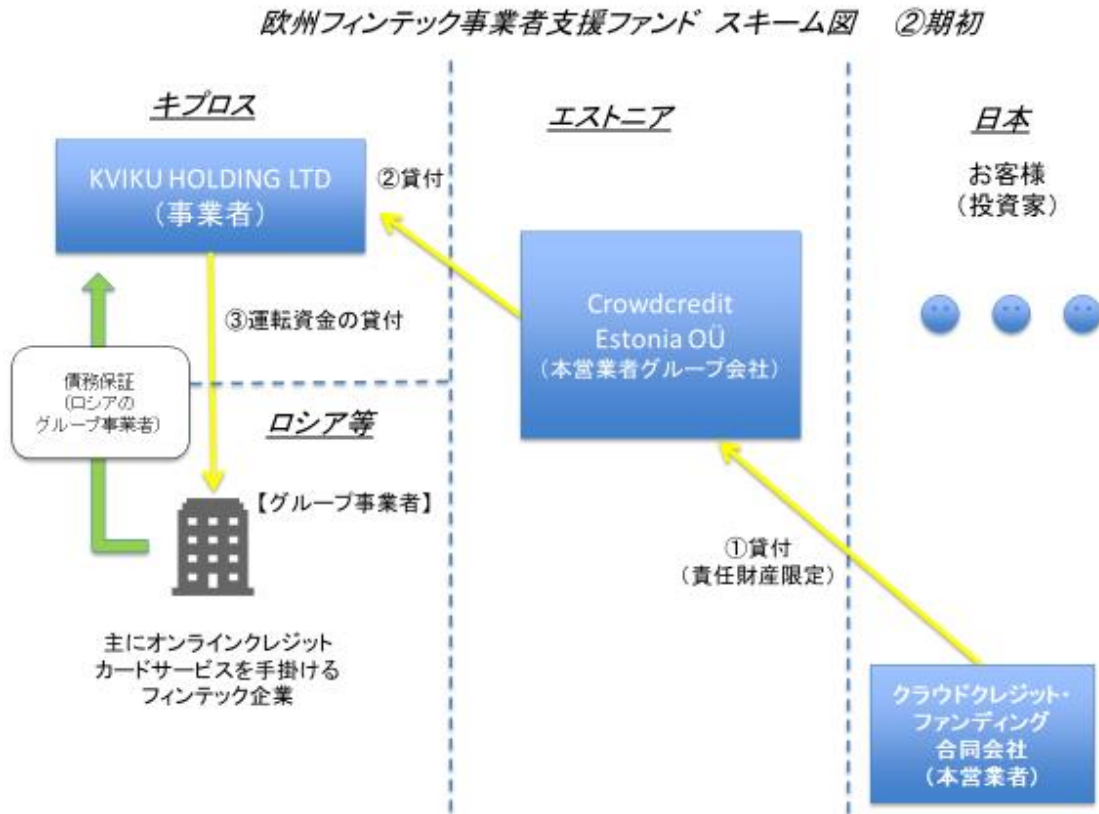 欧州フィンテック事業者支援ファンド スキーム図 ②期初
キプロス
エストニア
日本
KVIKU HOLDING LTD
(事業者)
②貸付
お客様
(投資家)
Crowdcredit
Estonia OÜ
(本営業者グループ会社)
③運転資金の貸付
債務保証
(ロシアの
グループ事業者)
ロシア等
【グループ事業者】
①貸付
(責任財産限定)
主にオンラインクレジット
カードサービスを手掛ける
フィンテック企業
クラウドクレジット・
ファンディング
合同会社
(本営業者)